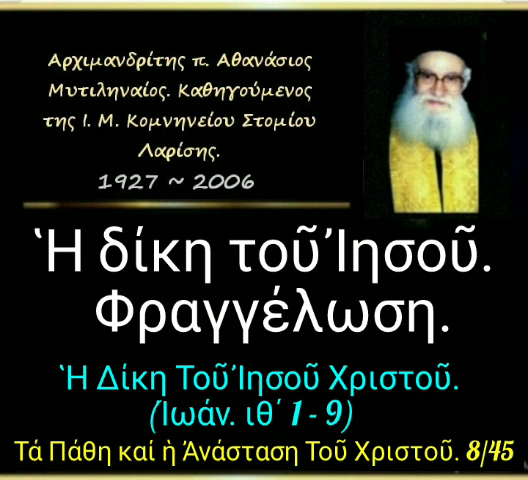 Αρχιμανδρίτης π. Αθανάσιος
Μυτιληναίος. Καθηγούμενος
της Ι. Μ. Κομνηνείου Στομίου
Λαρίσης.
1927 ~ 2006
Ἡ δίκη τοῦ Ἰησοῦ.
Φραγγέλωση.
Ἡ Δίκη Τοῦ Ἰησοῦ Χριστοῦ.
(Ἰωάν. ιθ΄ 1 - 9)
Τά Πάθη καί ἡ Ἀνάσταση Τοῦ Χριστοῦ. 8/45